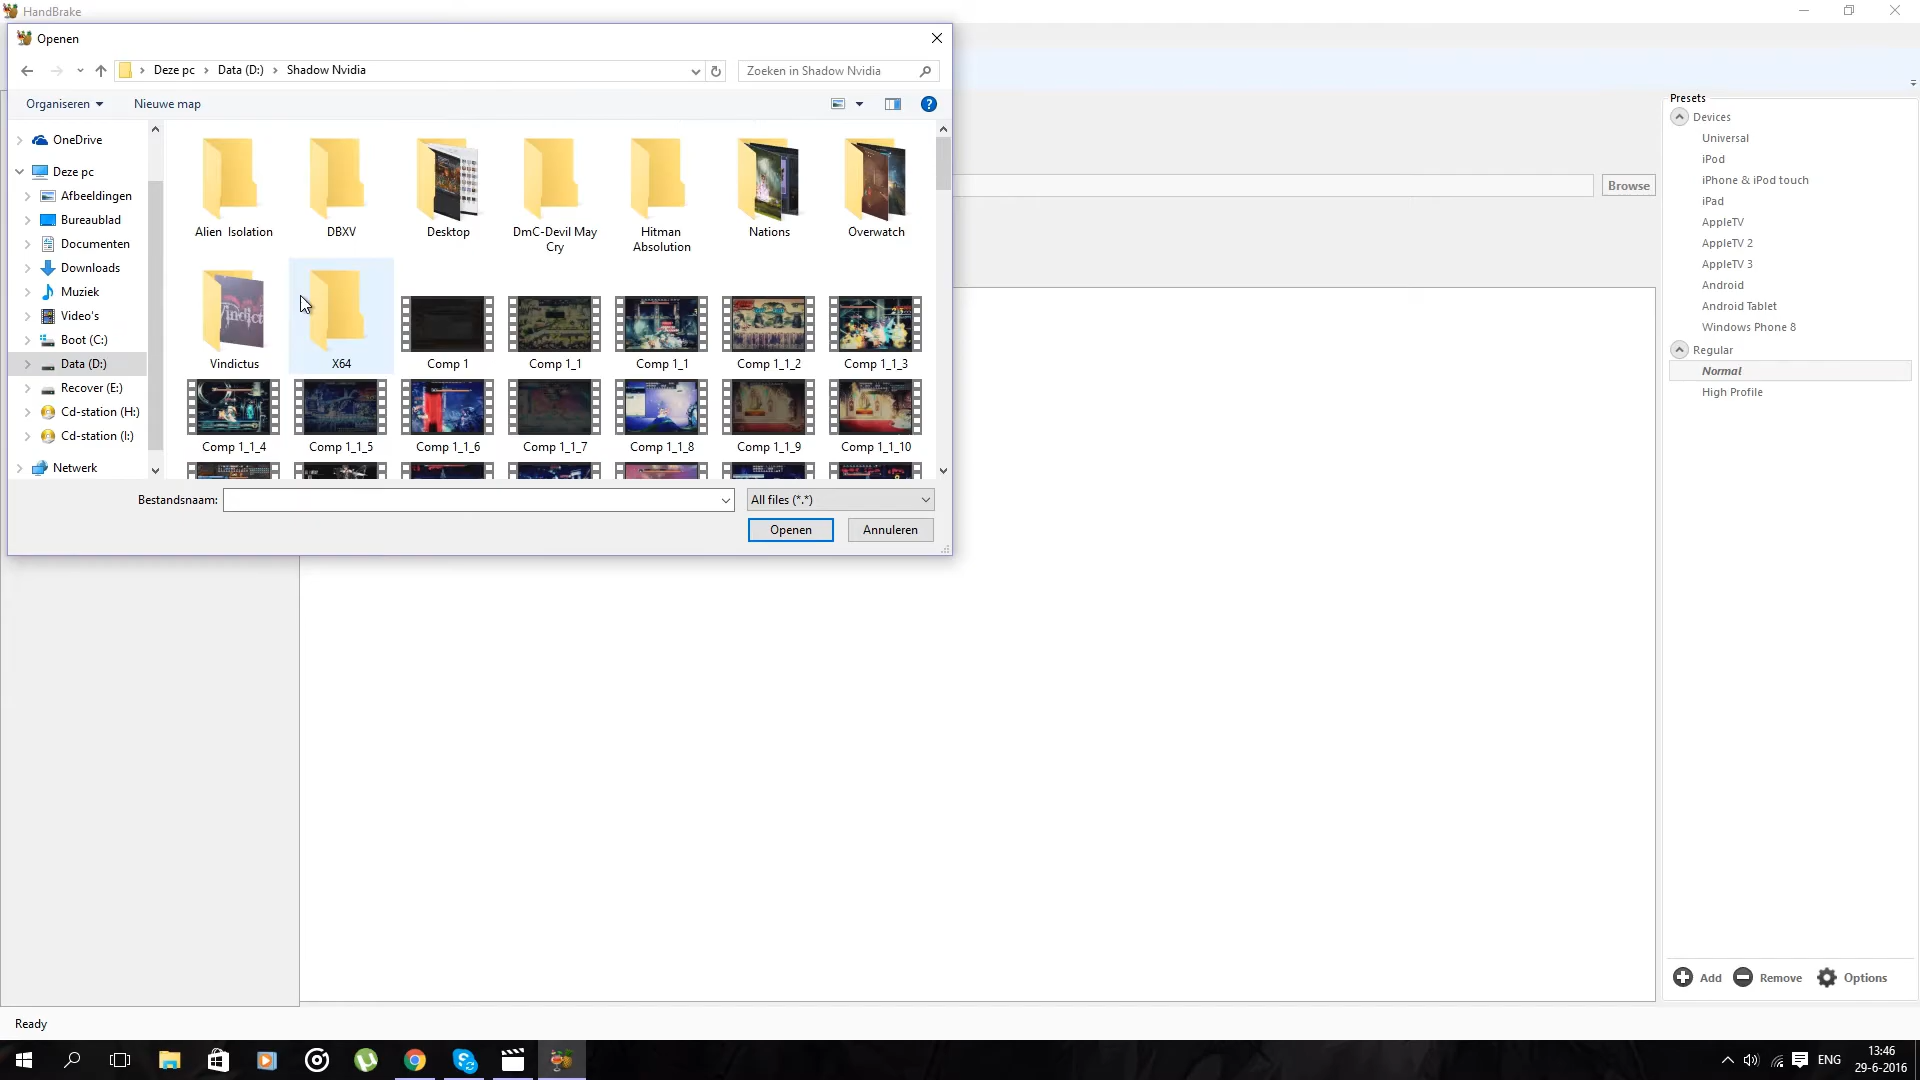 HandBrake
Openen
Deze pc
Data (D:)
Shadow Nvidia
Zoeken in Shadow Nvidia
Organiseren
Nieuwe map
OneDrive
Deze pc
Afbeeldingen
Bureaublad
Documenten
Downloads
Muziek
Video's
Boot (C:)
Data (D:)
Recover (E:)
Cd-station (H:)
Cd-station (I:)
Netwerk
Alien Isolation
DBXV
Desktop
DmC-Devil May
Cry
Hitman
Absolution
Nations
Overwatch
Vindictus
X64
Comp 1
Comp 1_1
Comp 1_1
Comp 1_1_2
Comp 1_1_3
Comp 1_1_4
Comp 1_1_5
Comp 1_1_6
Comp 1_1_7
Comp 1_1_8
Comp 1_1_9
Comp 1_1_10
Bestandsnaam:
All files (*.*)
Openen
Annuleren
Browse
Presets
Devices
Universal
iPod
iPhone & iPod touch
iPad
AppleTV
AppleTV 2
AppleTV 3
Android
Android Tablet
Windows Phone 8
Regular
Normal
High Profile
Add
Remove
Options
Ready
ENG
13:46
29-6-2016